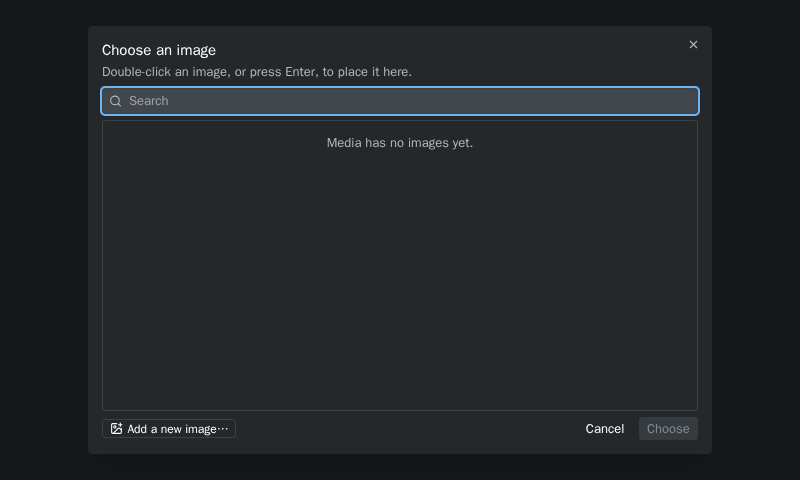 Choose an image
Double-click an image, or press Enter, to place it here.
Search
Media has no images yet.
Add a new image···
Cancel
Choose